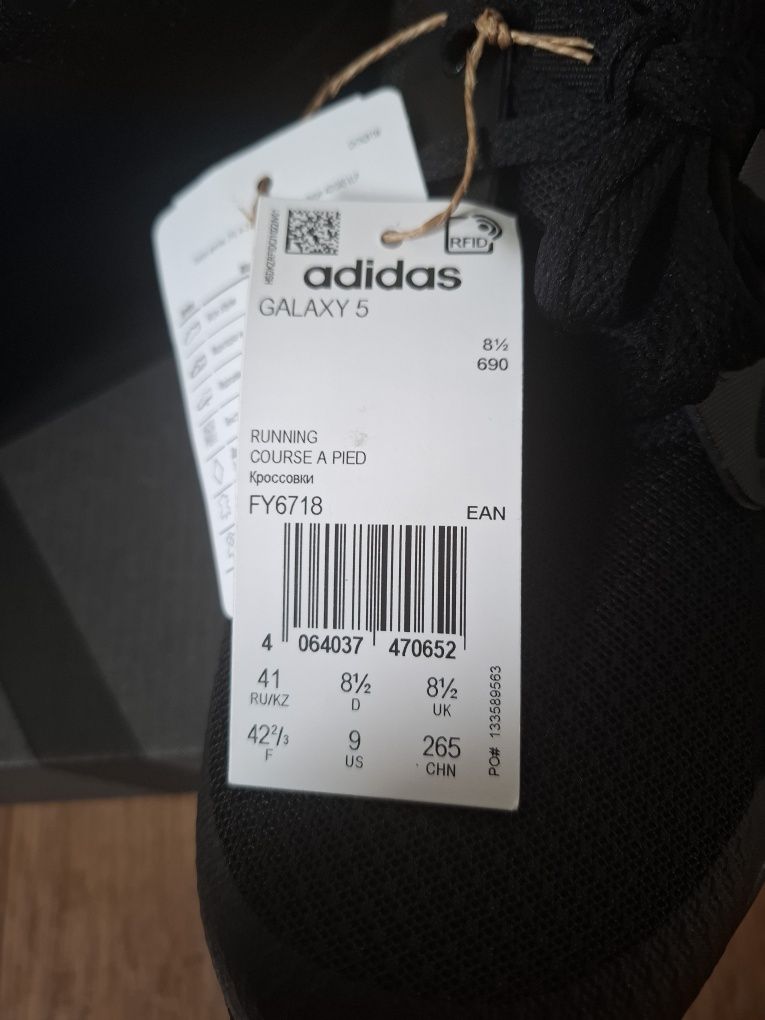 RFID
adidas
GALAXY 5
8½
690
RUNNING
COURSE A PIED
Кроссовки
FY6718
EAN
4 064037 470652
41 8½ 8½
RU/KZ D UK
42⅔ 9 265
F US CHN
PO# 133589563